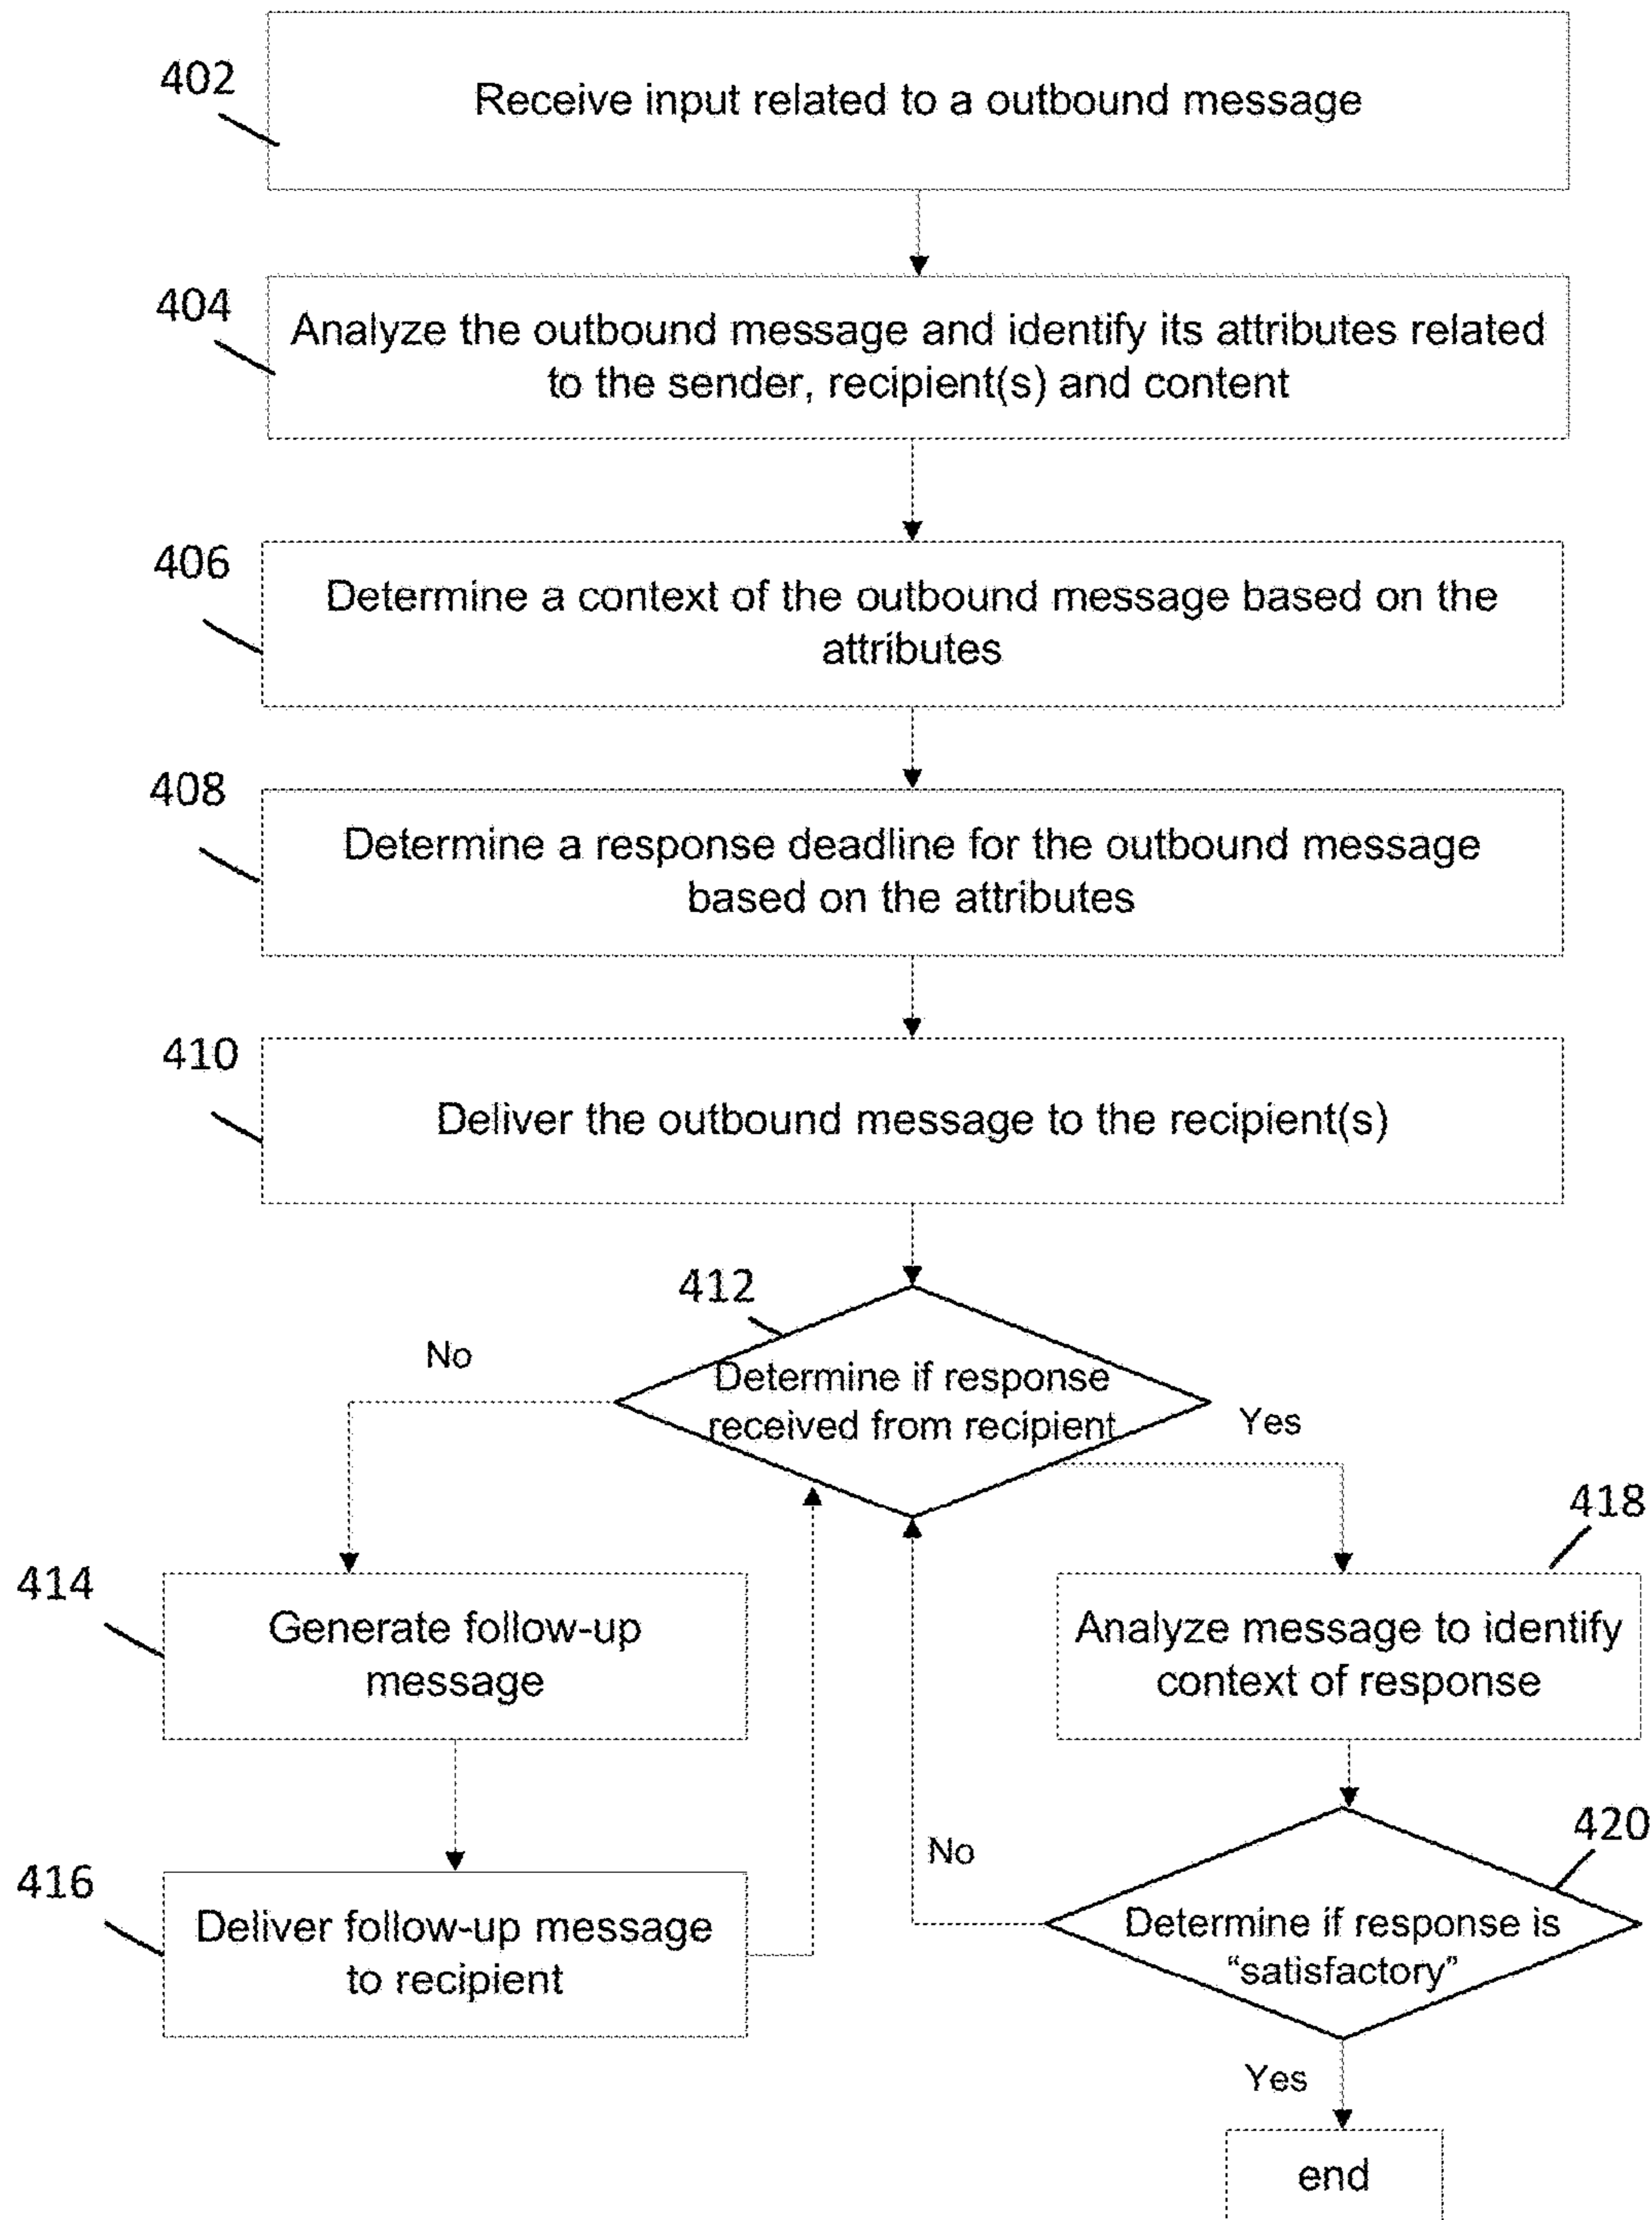 402
Receive input related to a outbound message
404
Analyze the outbound message and identify its attributes related
to the sender, recipient(s) and content
406
Determine a context of the outbound message based on the
attributes
408
Determine a response deadline for the outbound message
based on the attributes
410
Deliver the outbound message to the recipient(s)
412
No
Determine if response
received from recipient
Yes
414
Generate follow-up
message
418
Analyze message to identify
context of response
416
Deliver follow-up message
to recipient
No
420
Determine if response is
“satisfactory”
Yes
end